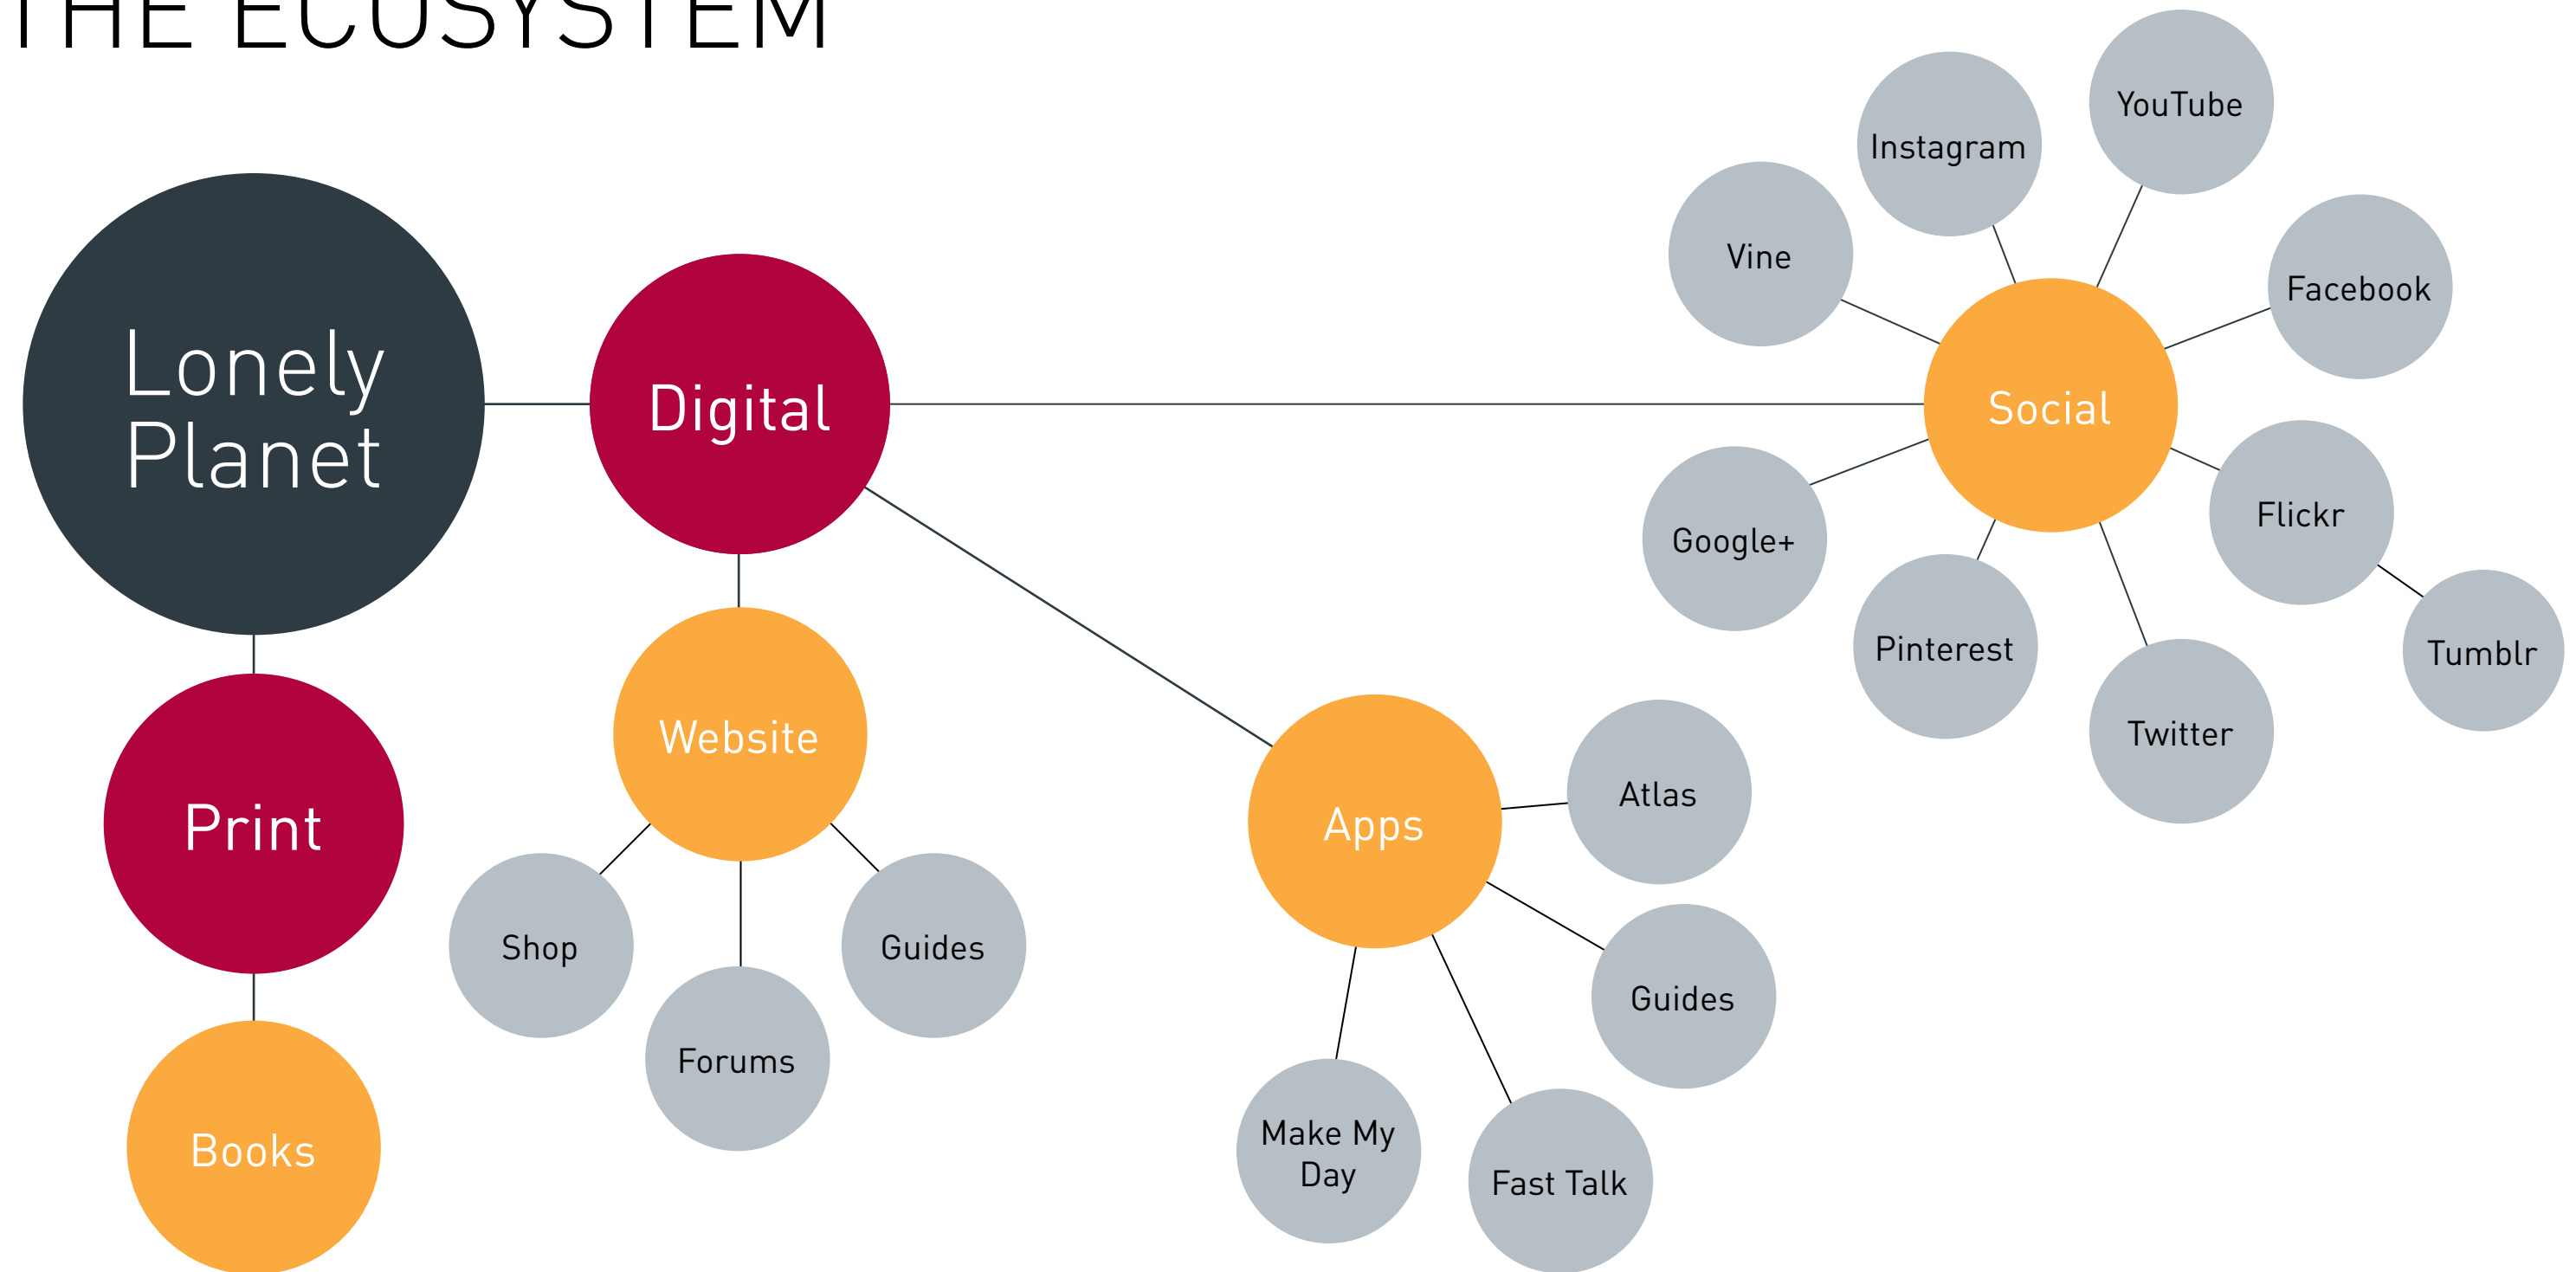 THE ECOSYSTEM
Lonely
Planet
Digital
Social
Instagram
YouTube
Vine
Facebook
Google+
Flickr
Pinterest
Tumblr
Twitter
Website
Print
Apps
Atlas
Shop
Guides
Forums
Guides
Books
Make My
Day
Fast Talk